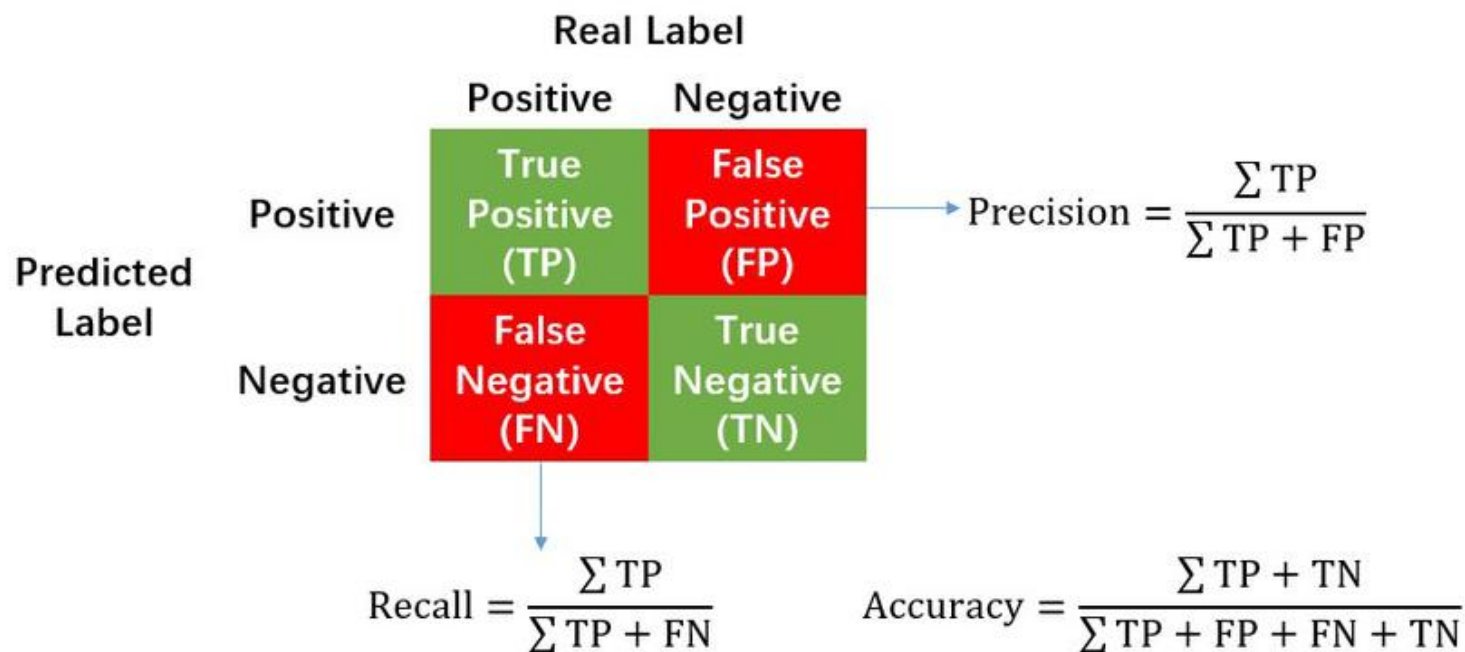 Real Label
Positive Negative
True
Positive
(TP)
False
Positive
(FP)
Positive
Precision = ∑ TP / ∑ TP + FP
Predicted
Label
Negative
False
Negative
(FN)
True
Negative
(TN)
Recall = ∑ TP / ∑ TP + FN
Accuracy = ∑ TP + TN / ∑ TP + FP + FN + TN